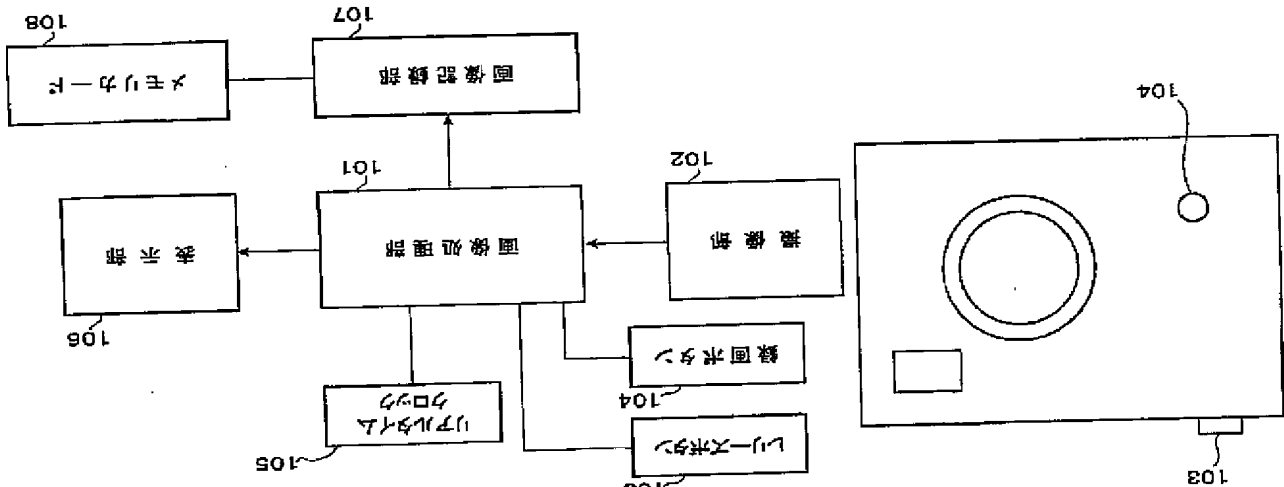 103
レリーズボタン
105
リアルタイム
クロック
104
録画ボタン
106
撮像部
画像処理部
表示部
102
101
104
107
画像記録部
108
メモリカード